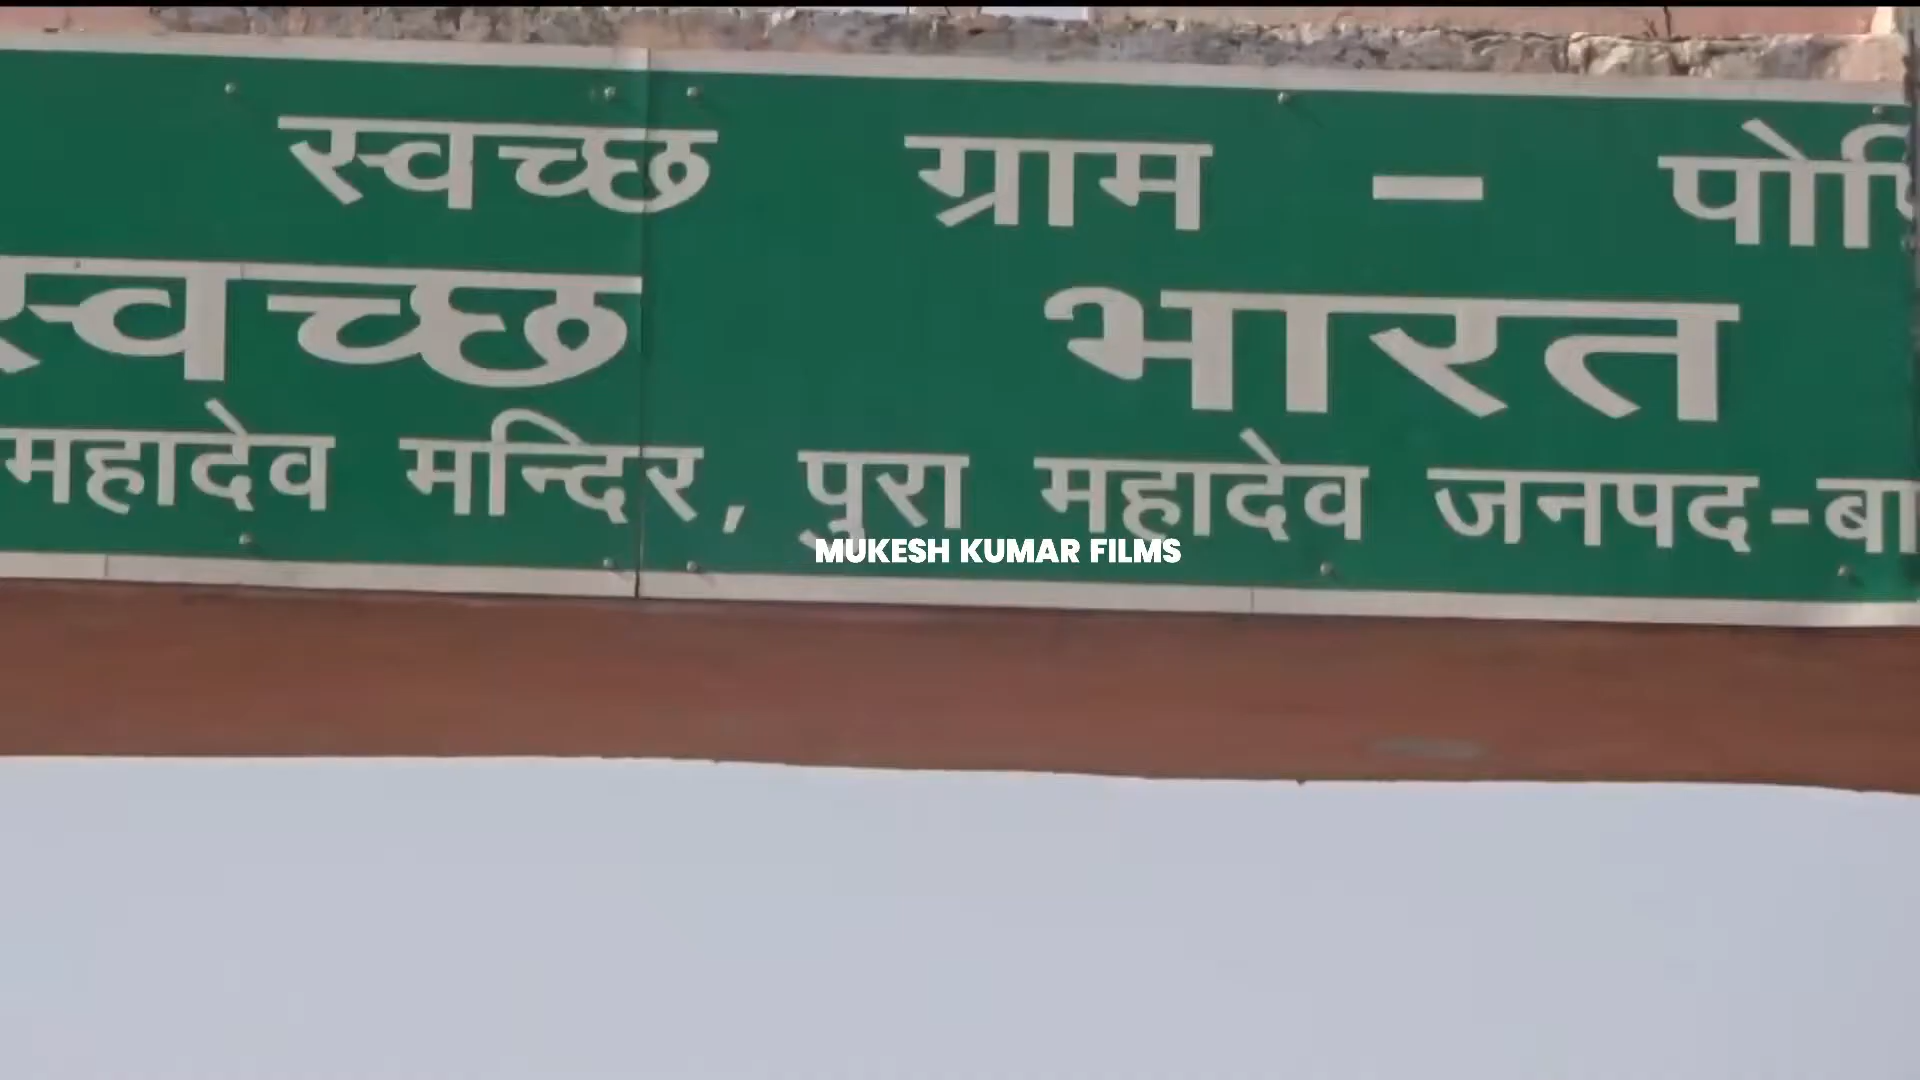 स्वच्छ ग्राम -
स्वच्छ भारत
महादेव मन्दिर, पुरा महादेव जनपद-बा
MUKESH KUMAR FILMS